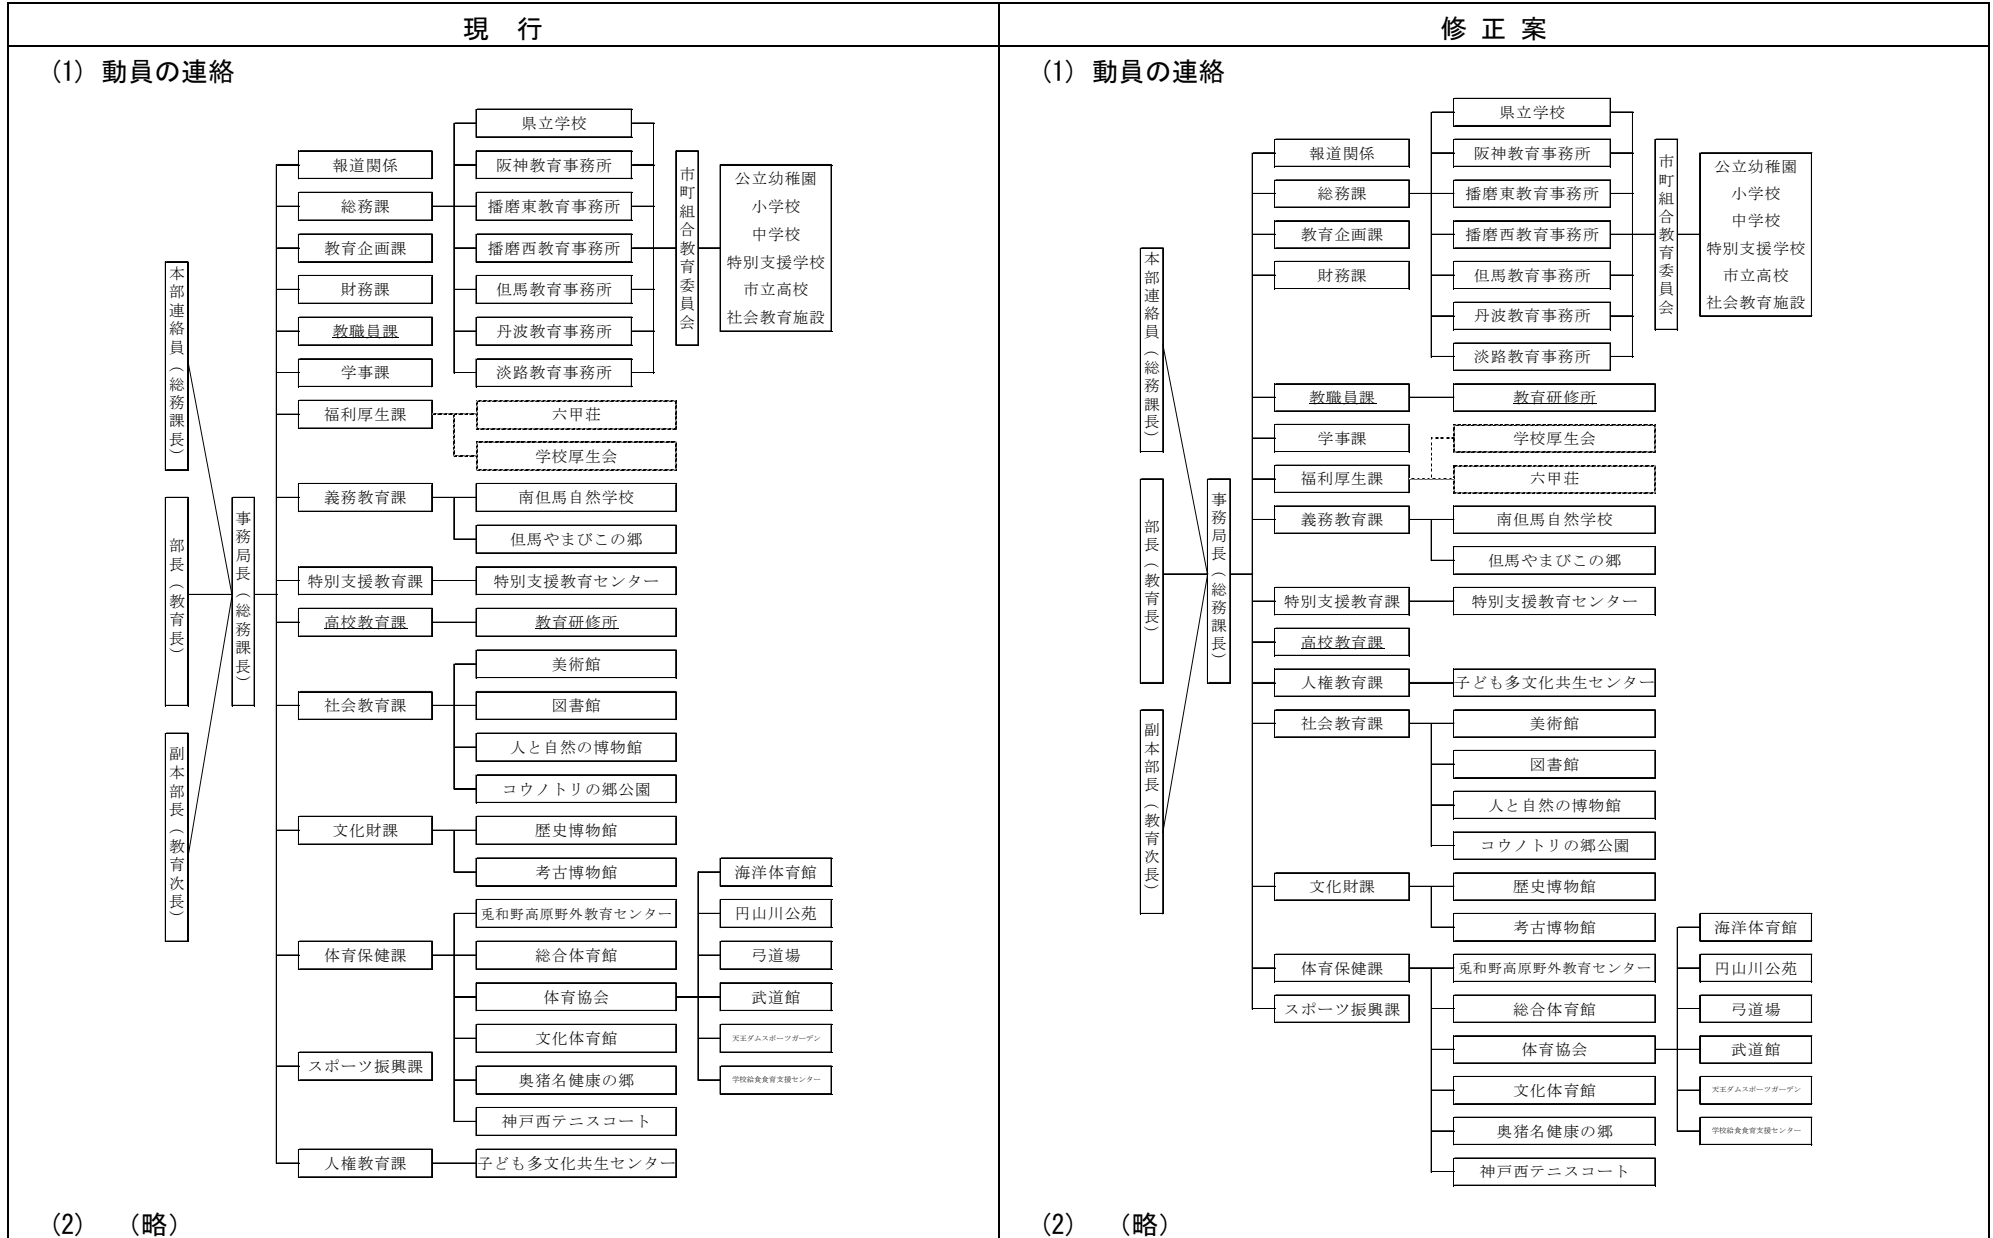 現　行
(1) 動員の連絡
本部連絡員（総務課長）
部長（教育長）
副本部長（教育次長）
事務局長（総務課長）
報道関係
総務課
教育企画課
財務課
教職員課
学事課
福利厚生課
義務教育課
特別支援教育課
高校教育課
社会教育課
文化財課
体育保健課
スポーツ振興課
人権教育課
県立学校
阪神教育事務所
播磨東教育事務所
播磨西教育事務所
但馬教育事務所
丹波教育事務所
淡路教育事務所
六甲荘
学校厚生会
南但馬自然学校
但馬やまびこの郷
特別支援教育センター
教育研修所
美術館
図書館
人と自然の博物館
コウノトリの郷公園
歴史博物館
考古博物館
兎和野高原野外教育センター
総合体育館
体育協会
文化体育館
奥猪名健康の郷
神戸西テニスコート
子ども多文化共生センター
市町組合教育委員会
公立幼稚園
小学校
中学校
特別支援学校
市立高校
社会教育施設
海洋体育館
円山川公苑
弓道場
武道館
天王ダムスポーツガーデン
学校給食食育支援センター
(2)　（略）
修 正 案
(1) 動員の連絡
本部連絡員（総務課長）
部長（教育長）
副本部長（教育次長）
事務局長（総務課長）
報道関係
総務課
教育企画課
財務課
教職員課
学事課
福利厚生課
義務教育課
特別支援教育課
高校教育課
人権教育課
社会教育課
文化財課
体育保健課
スポーツ振興課
県立学校
阪神教育事務所
播磨東教育事務所
播磨西教育事務所
但馬教育事務所
丹波教育事務所
淡路教育事務所
教育研修所
学校厚生会
六甲荘
南但馬自然学校
但馬やまびこの郷
特別支援教育センター
子ども多文化共生センター
美術館
図書館
人と自然の博物館
コウノトリの郷公園
歴史博物館
考古博物館
兎和野高原野外教育センター
総合体育館
体育協会
文化体育館
奥猪名健康の郷
神戸西テニスコート
市町組合教育委員会
公立幼稚園
小学校
中学校
特別支援学校
市立高校
社会教育施設
海洋体育館
円山川公苑
弓道場
武道館
天王ダムスポーツガーデン
学校給食食育支援センター
(2)　（略）